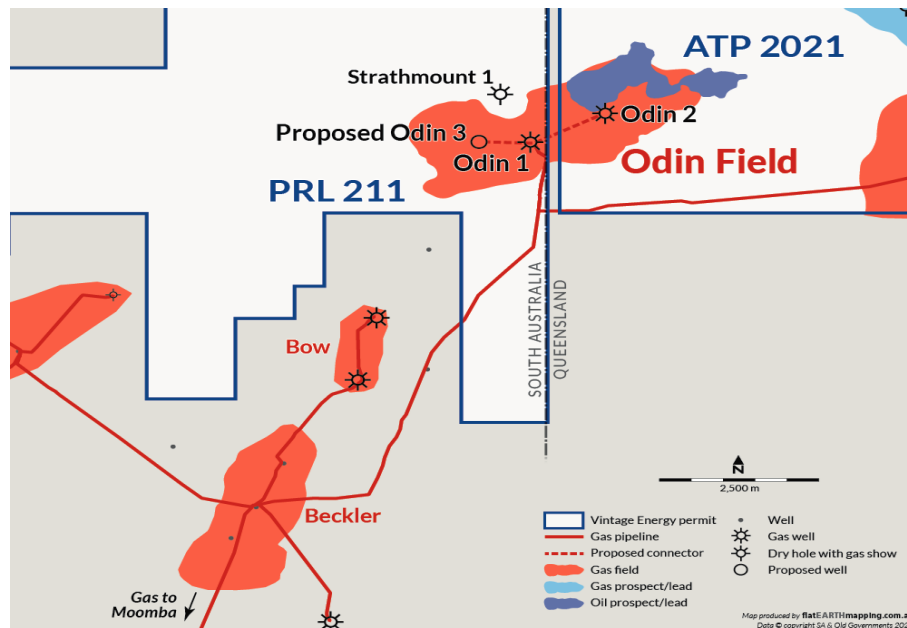 ATP 2021
Strathmount 1
Odin 2
Proposed Odin 3
Odin 1
Odin Field
PRL 211
SOUTH AUSTRALIA
QUEENSLAND
Bow
Beckler
Gas to
Moomba
N
2,500 m
Vintage Energy permit
Gas pipeline
Proposed connector
Gas field
Gas prospect/lead
Oil prospect/lead
Well
Gas well
Dry hole with gas show
Proposed well
Map produced by flatEARTHmapping.com.a
Data © copyright SA & Qld Governments 202